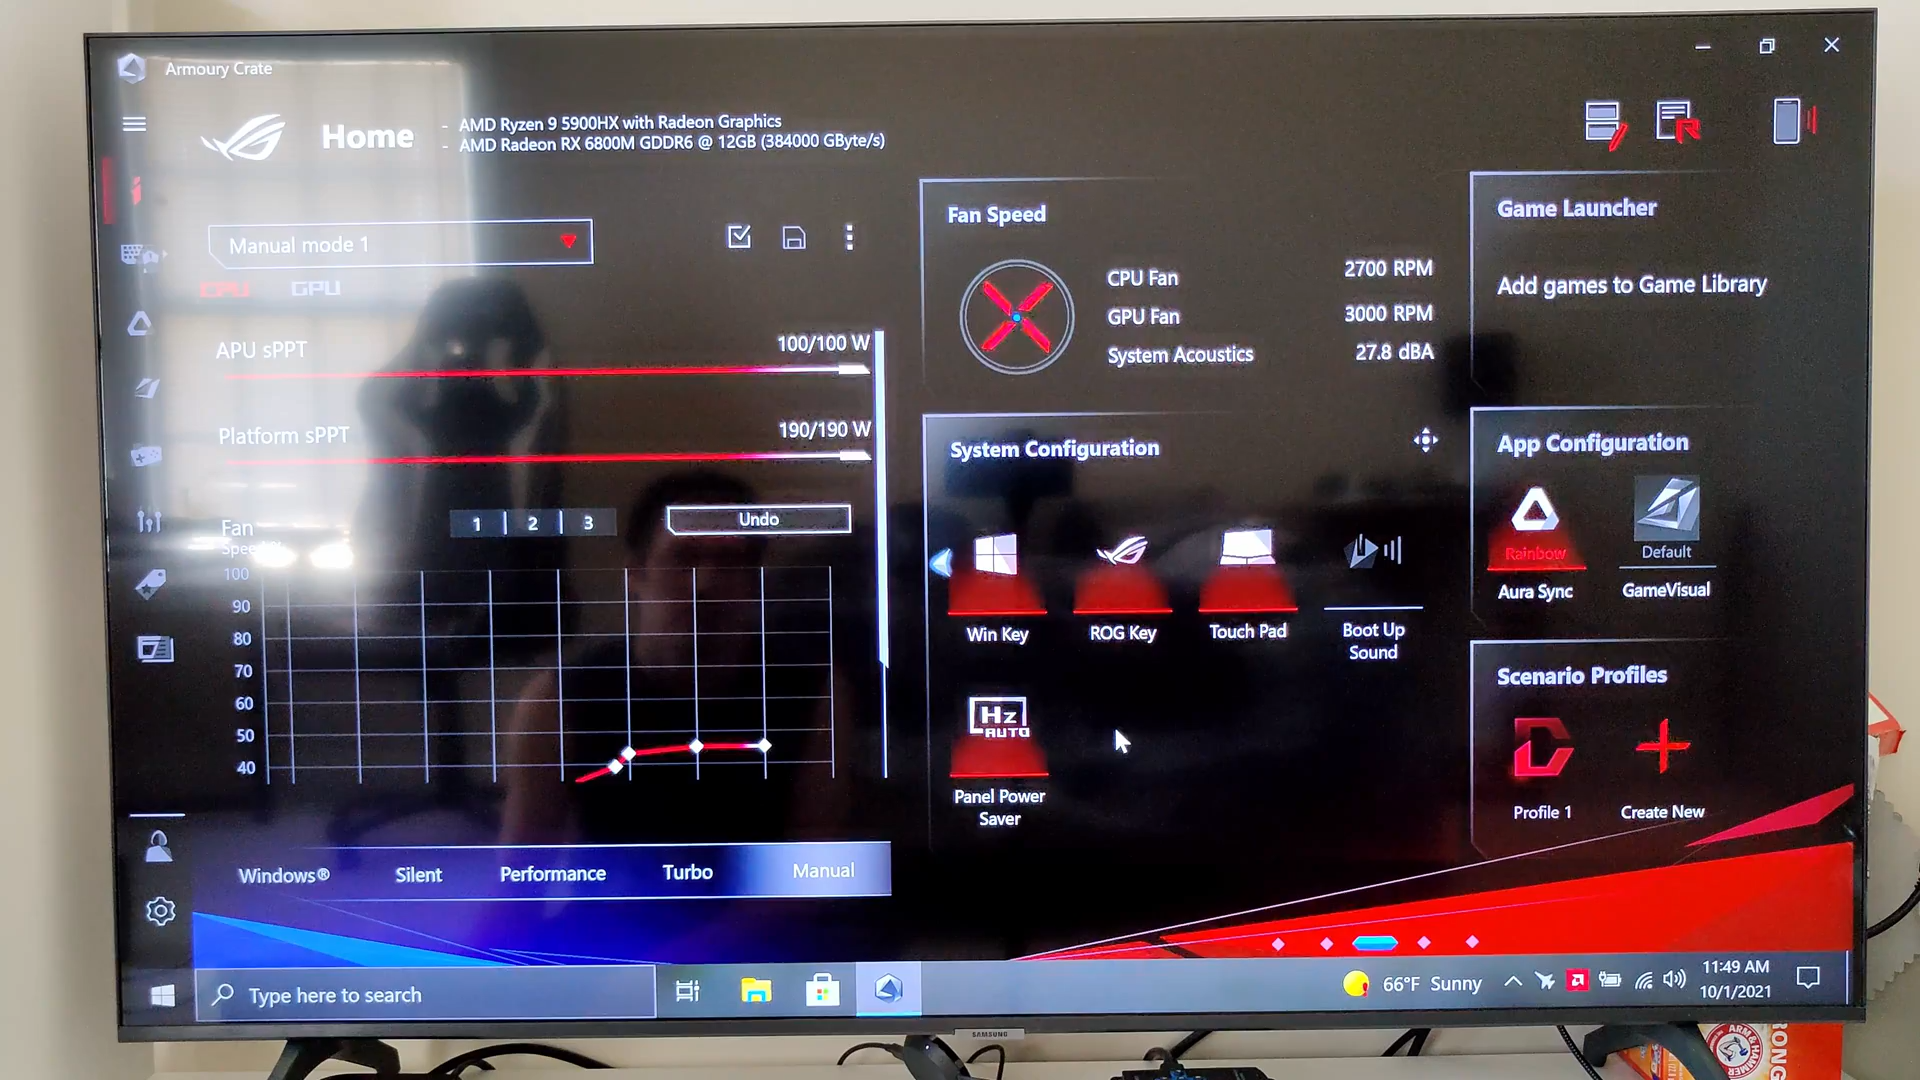 Armoury Crate
Home
- AMD Ryzen 9 5900HX with Radeon Graphics
- AMD Radeon RX 6800M GDDR6 @ 12GB (384000 GByte/s)
Manual mode 1
CPU GPU
APU sPPT 100/100 W
Platform sPPT 190/190 W
Fan
1 2 3
Undo
100
90
80
70
60
50
40
Windows® Silent Performance Turbo Manual
Fan Speed
CPU Fan 2700 RPM
GPU Fan 3000 RPM
System Acoustics 27.8 dBA
System Configuration
Win Key
ROG Key
Touch Pad
Boot Up
Sound
Hz
AUTO
Panel Power
Saver
Game Launcher
Add games to Game Library
App Configuration
Rainbow
Aura Sync
Default
GameVisual
Scenario Profiles
Profile 1
Create New
Type here to search
66°F Sunny
11:49 AM
10/1/2021
SAMSUNG
ARM &
HAMMER